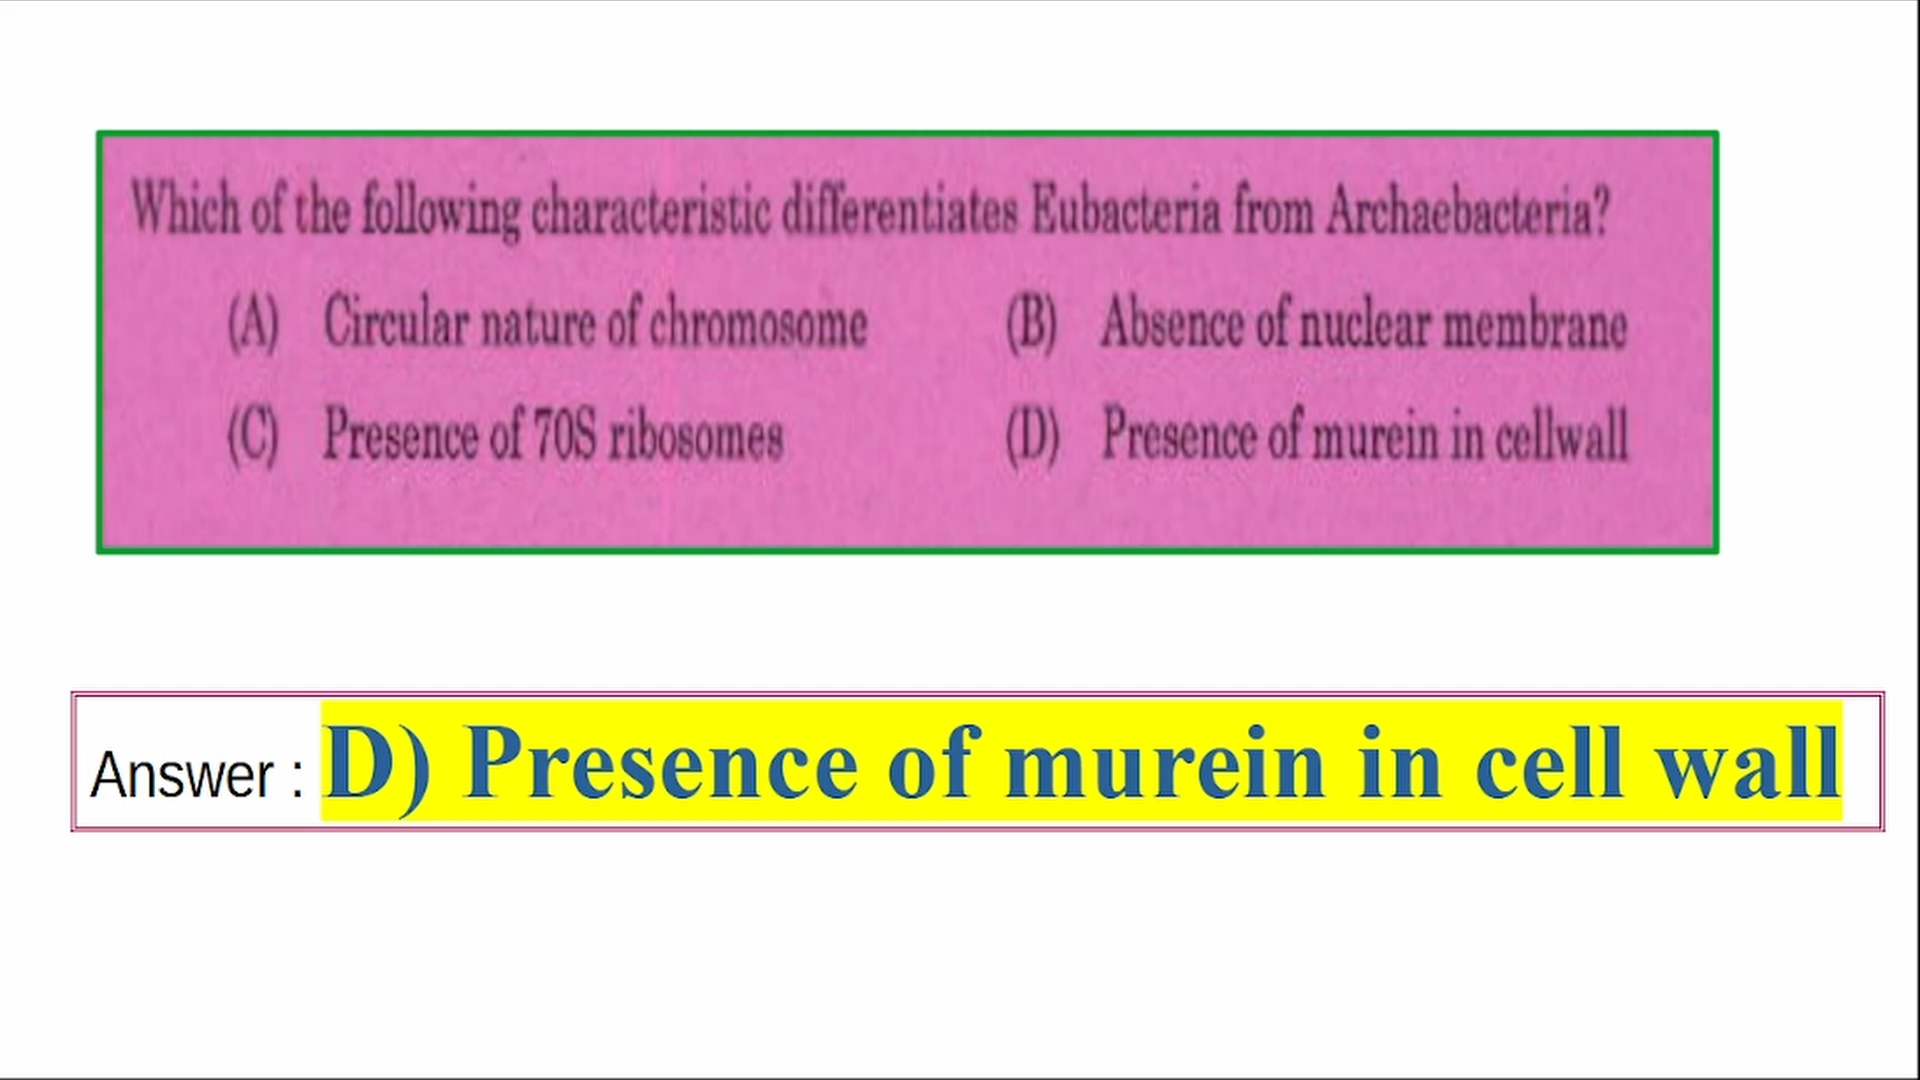 Which of the following characteristic differentiates Eubacteria from Archaebacteria?
(A) Circular nature of chromosome (B) Absence of nuclear membrane
(C) Presence of 70S ribosomes (D) Presence of murein in cellwall
Answer : D) Presence of murein in cell wall